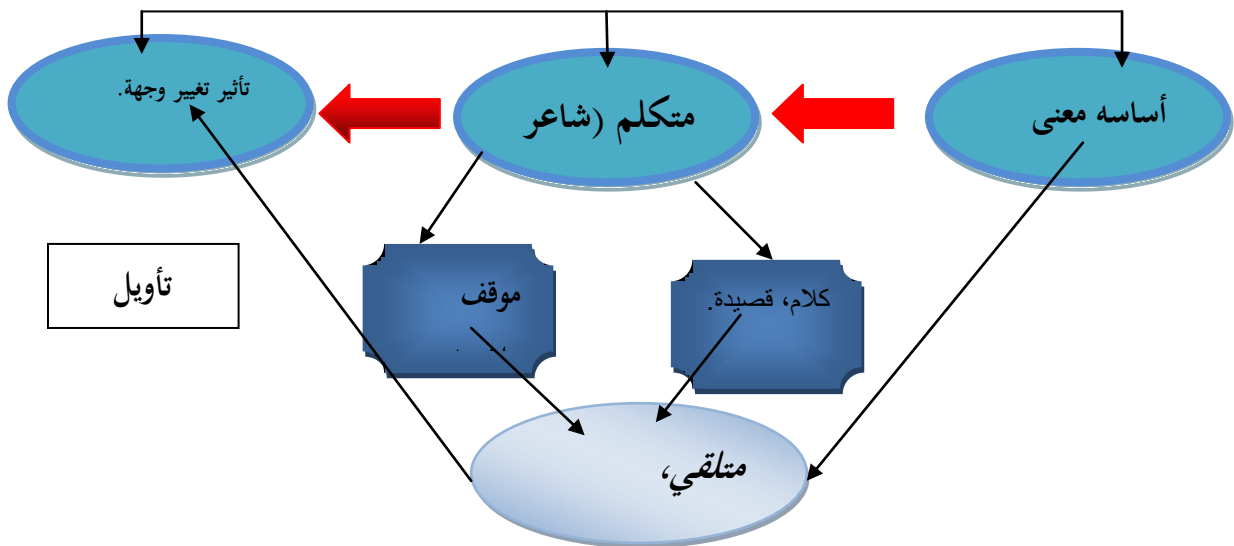 أساسه معنى
متكلم (شاعر
تأثير تغيير وجهة.
كلام، قصيدة.
موقف
تأويل
متلقي،